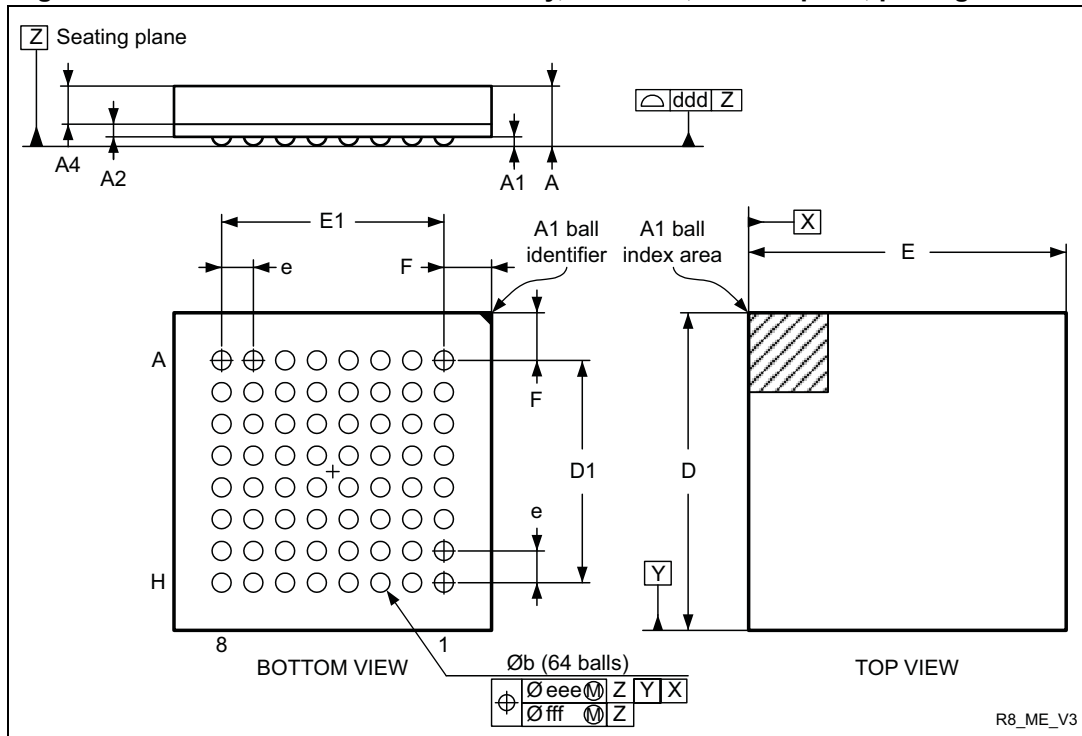 Z Seating plane
ddd Z
A4
A2
A1
A
E1
A1 ball
identifier
A1 ball
index area
X
E
e
F
A
F
D1
D
e
H
Y
8
1
BOTTOM VIEW
Øb (64 balls)
TOP VIEW
Ø eee Ⓜ Z Y X
Ø fff Ⓜ Z
R8_ME_V3